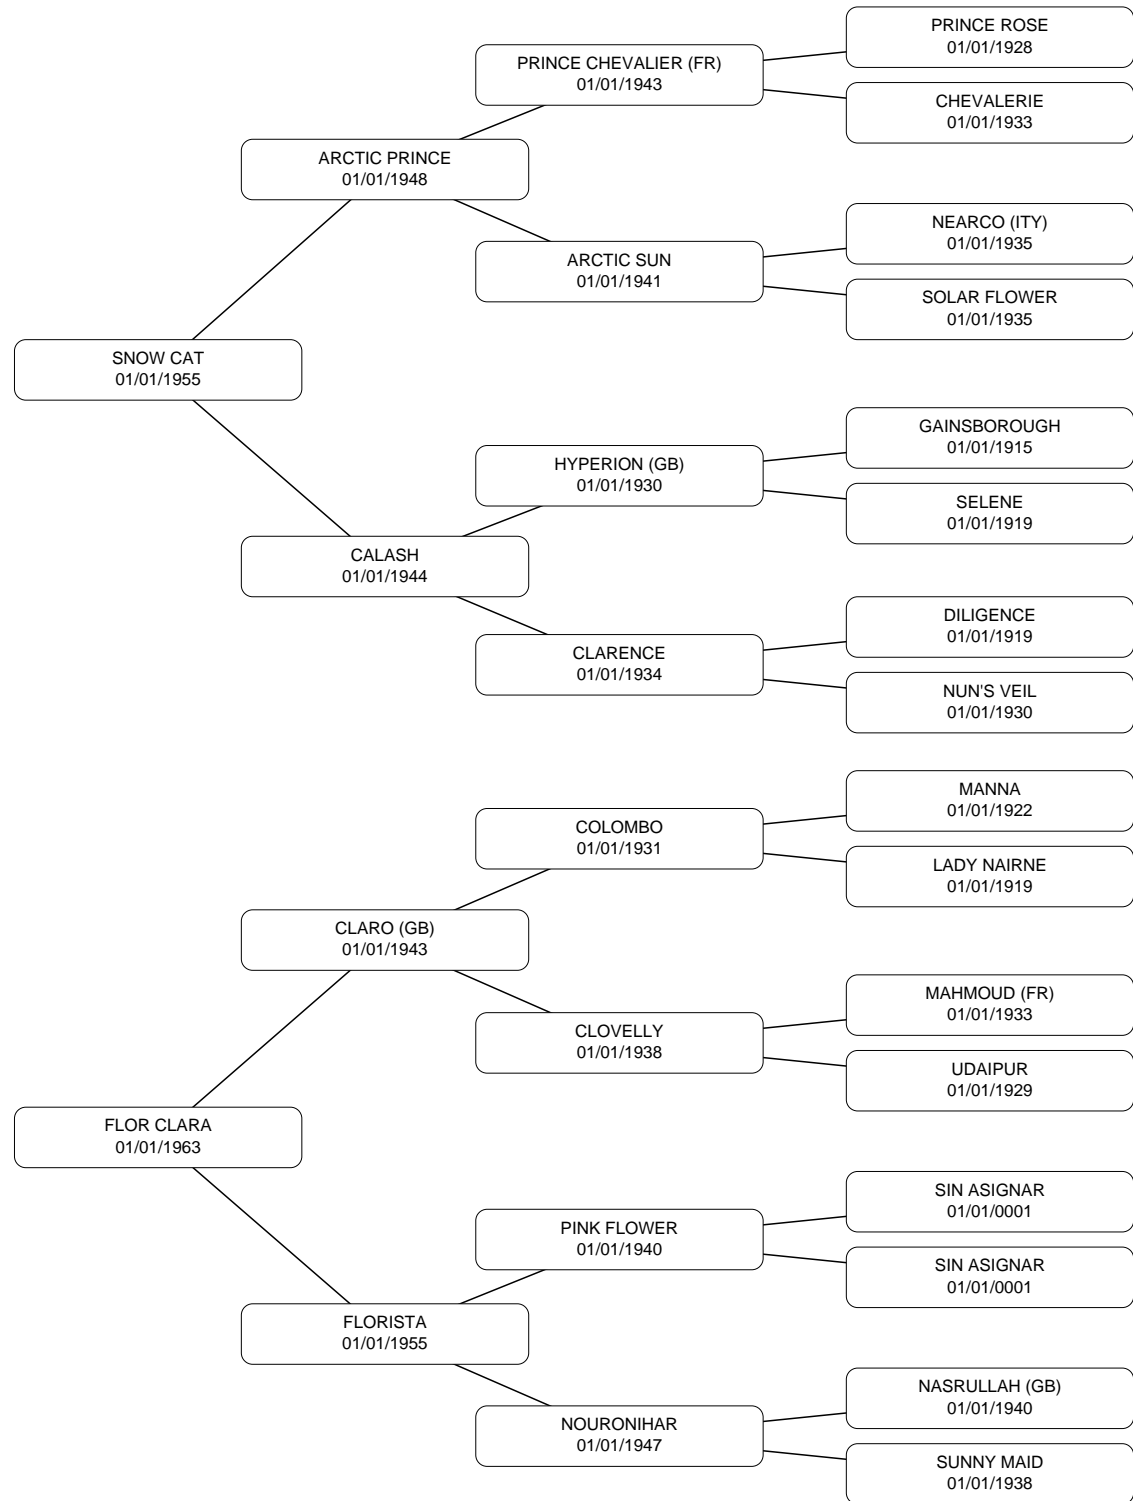 PRINCE ROSE
01/01/1928
PRINCE CHEVALIER (FR)
01/01/1943
CHEVALERIE
01/01/1933
ARCTIC PRINCE
01/01/1948
NEARCO (ITY)
01/01/1935
ARCTIC SUN
01/01/1941
SOLAR FLOWER
01/01/1935
SNOW CAT
01/01/1955
GAINSBOROUGH
01/01/1915
HYPERION (GB)
01/01/1930
SELENE
01/01/1919
CALASH
01/01/1944
DILIGENCE
01/01/1919
CLARENCE
01/01/1934
NUN'S VEIL
01/01/1930
MANNA
01/01/1922
COLOMBO
01/01/1931
LADY NAIRNE
01/01/1919
CLARO (GB)
01/01/1943
MAHMOUD (FR)
01/01/1933
CLOVELLY
01/01/1938
UDAIPUR
01/01/1929
FLOR CLARA
01/01/1963
SIN ASIGNAR
01/01/0001
PINK FLOWER
01/01/1940
SIN ASIGNAR
01/01/0001
FLORISTA
01/01/1955
NASRULLAH (GB)
01/01/1940
NOURONIHAR
01/01/1947
SUNNY MAID
01/01/1938